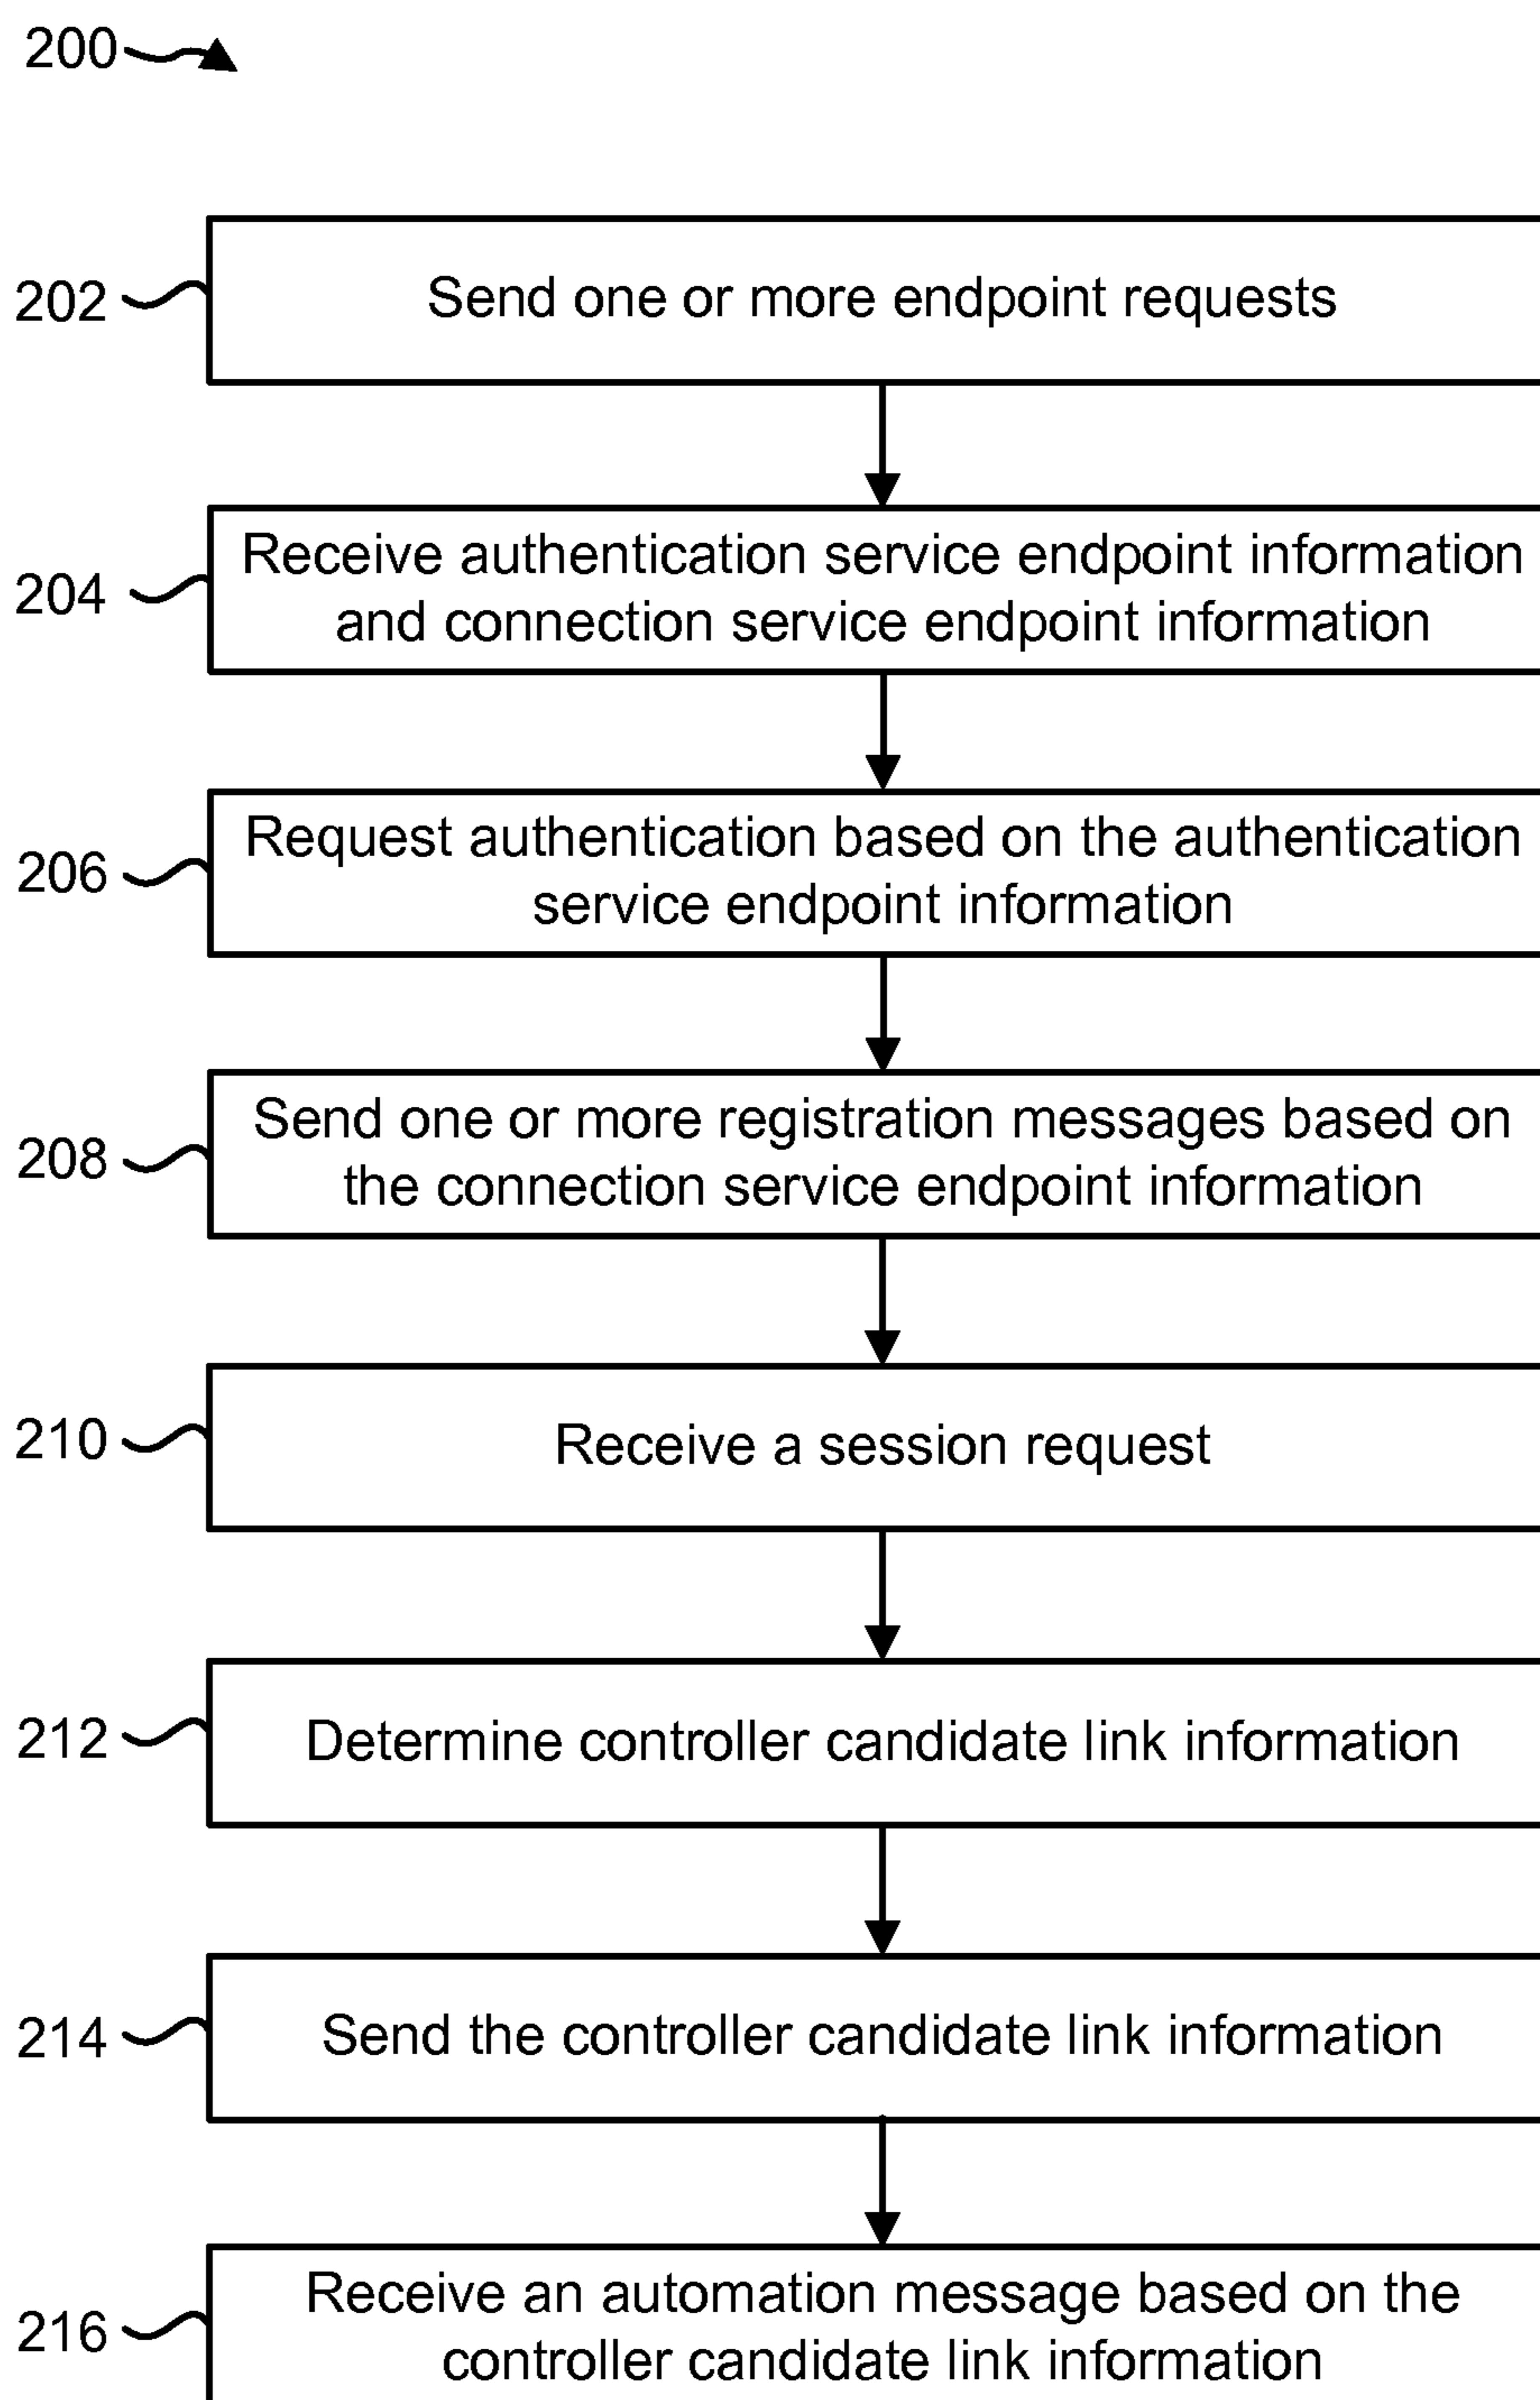 200
202
Send one or more endpoint requests
204
Receive authentication service endpoint information
and connection service endpoint information
206
Request authentication based on the authentication
service endpoint information
208
Send one or more registration messages based on
the connection service endpoint information
210
Receive a session request
212
Determine controller candidate link information
214
Send the controller candidate link information
216
Receive an automation message based on the
controller candidate link information